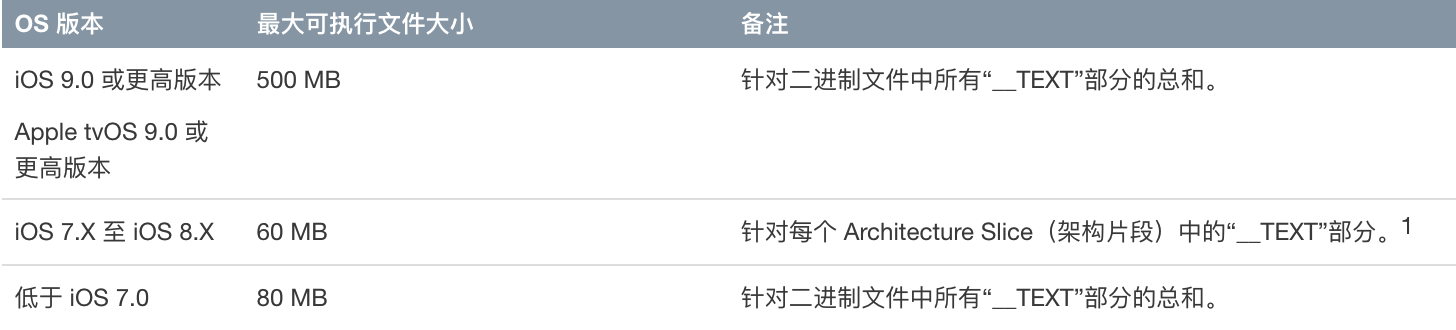 OS 版本 最大可执行文件大小 备注
iOS 9.0 或更高版本 500 MB 针对二进制文件中所有“__TEXT”部分的总和。
Apple tvOS 9.0 或
更高版本
iOS 7.X 至 iOS 8.X 60 MB 针对每个 Architecture Slice（架构片段）中的“__TEXT”部分。1
低于 iOS 7.0 80 MB 针对二进制文件中所有“__TEXT”部分的总和。